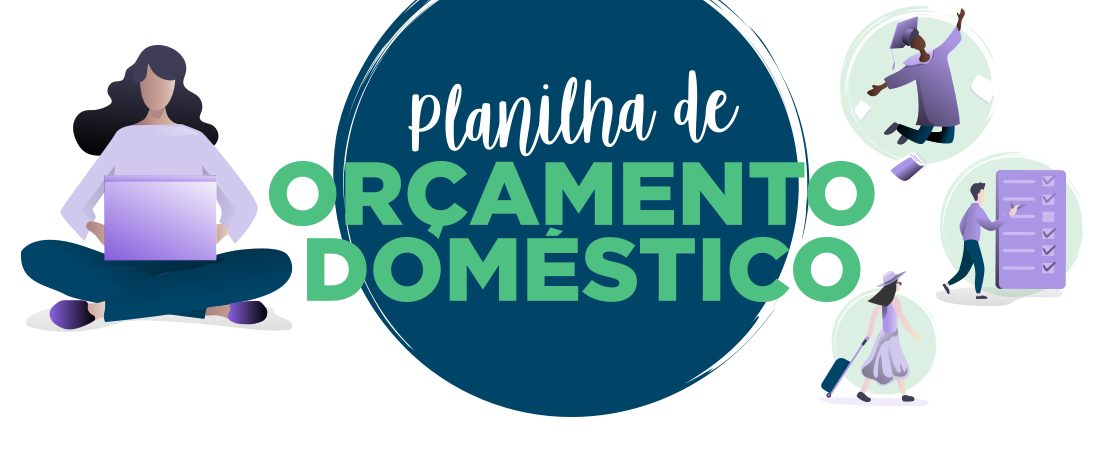 Planilha de
ORÇAMENTO
DOMÉSTICO